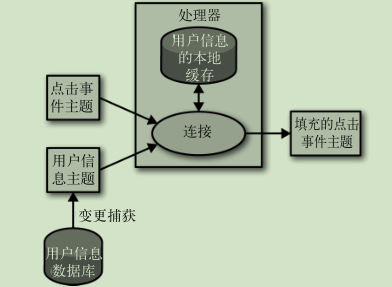 处理器
用户信息
的本地
缓存
点击事
件主题
连接
填充的点击
事件主题
用户信
息主题
变更捕获
用户信息
数据库